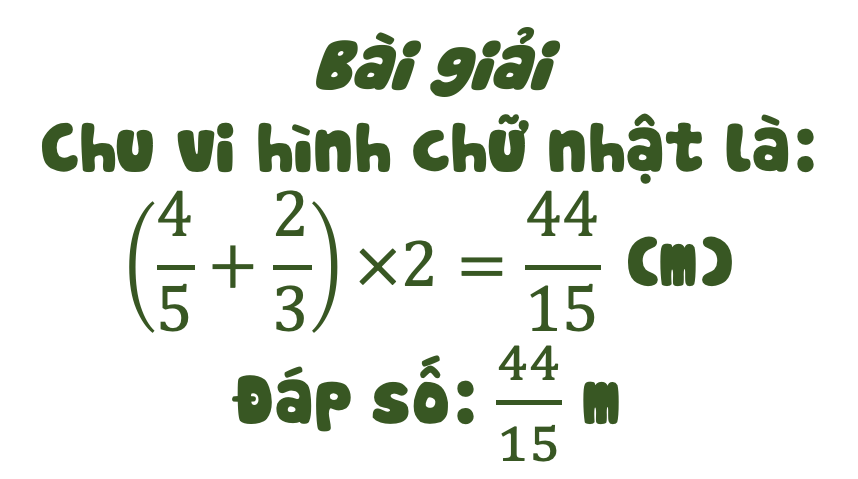 Bài giải
Chu vi hình chữ nhật là:
(4/5 + 2/3) ×2 = 44/15 (m)
Đáp số: 44/15 m